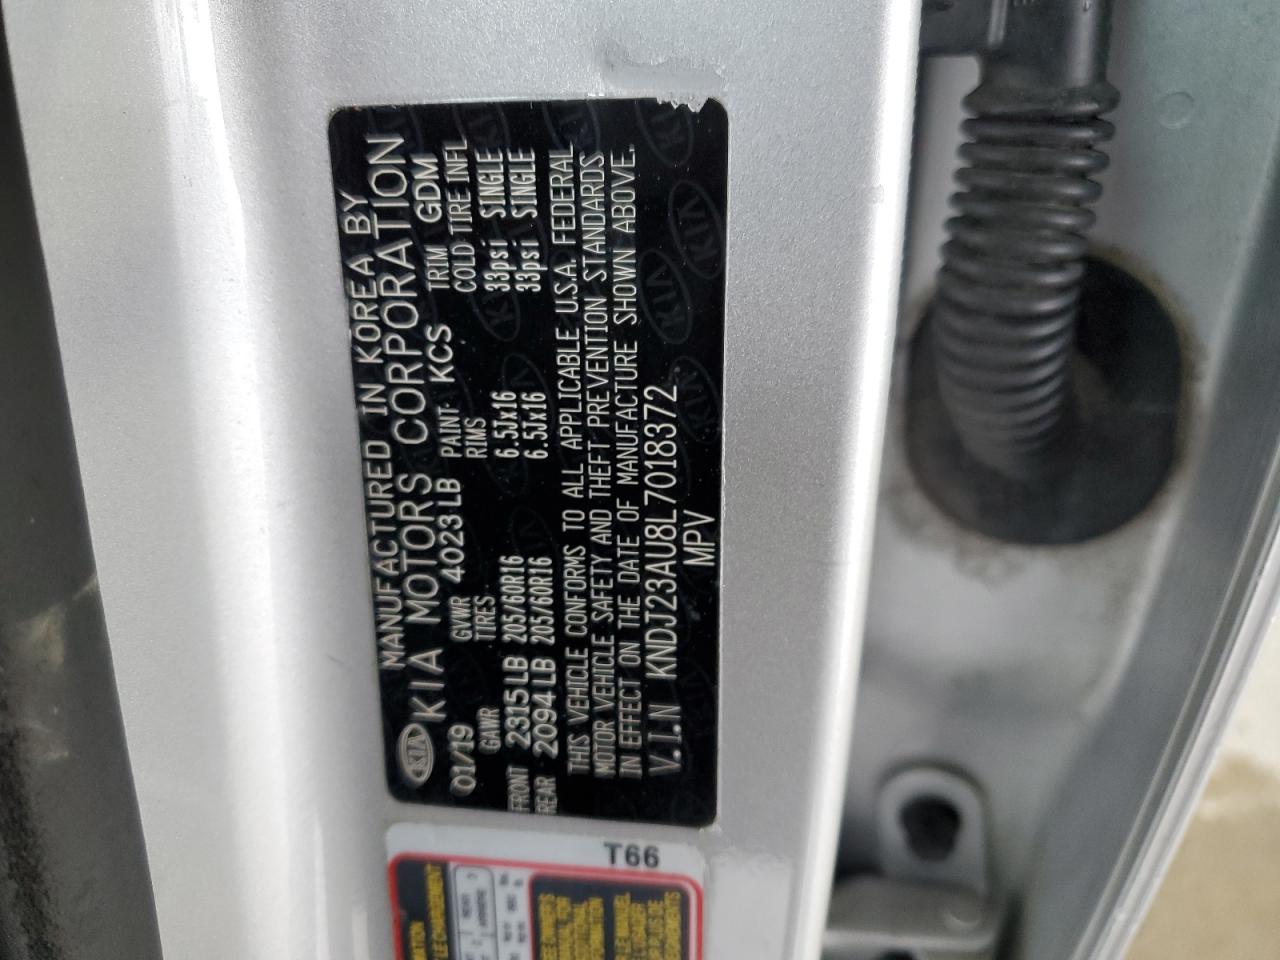 MANUFACTURED IN KOREA BY
KIA KIA MOTORS CORPORATION
01/19 GVWR 4023LB PAINT: KCS TRIM GDM
GAWR TIRES RIMS COLD TIRE INFL
FRONT 2315LB 205/60R16 6.5Jx16 33psi SINGLE
REAR 2094LB 205/60R16 6.5Jx16 33psi SINGLE
THIS VEHICLE CONFORMS TO ALL APPLICABLE U.S.A. FEDERAL
MOTOR VEHICLE SAFETY AND THEFT PREVENTION STANDARDS
IN EFFECT ON THE DATE OF MANUFACTURE SHOWN ABOVE.
V.I.N KNDJ23AU8L7018372
MPV
T66